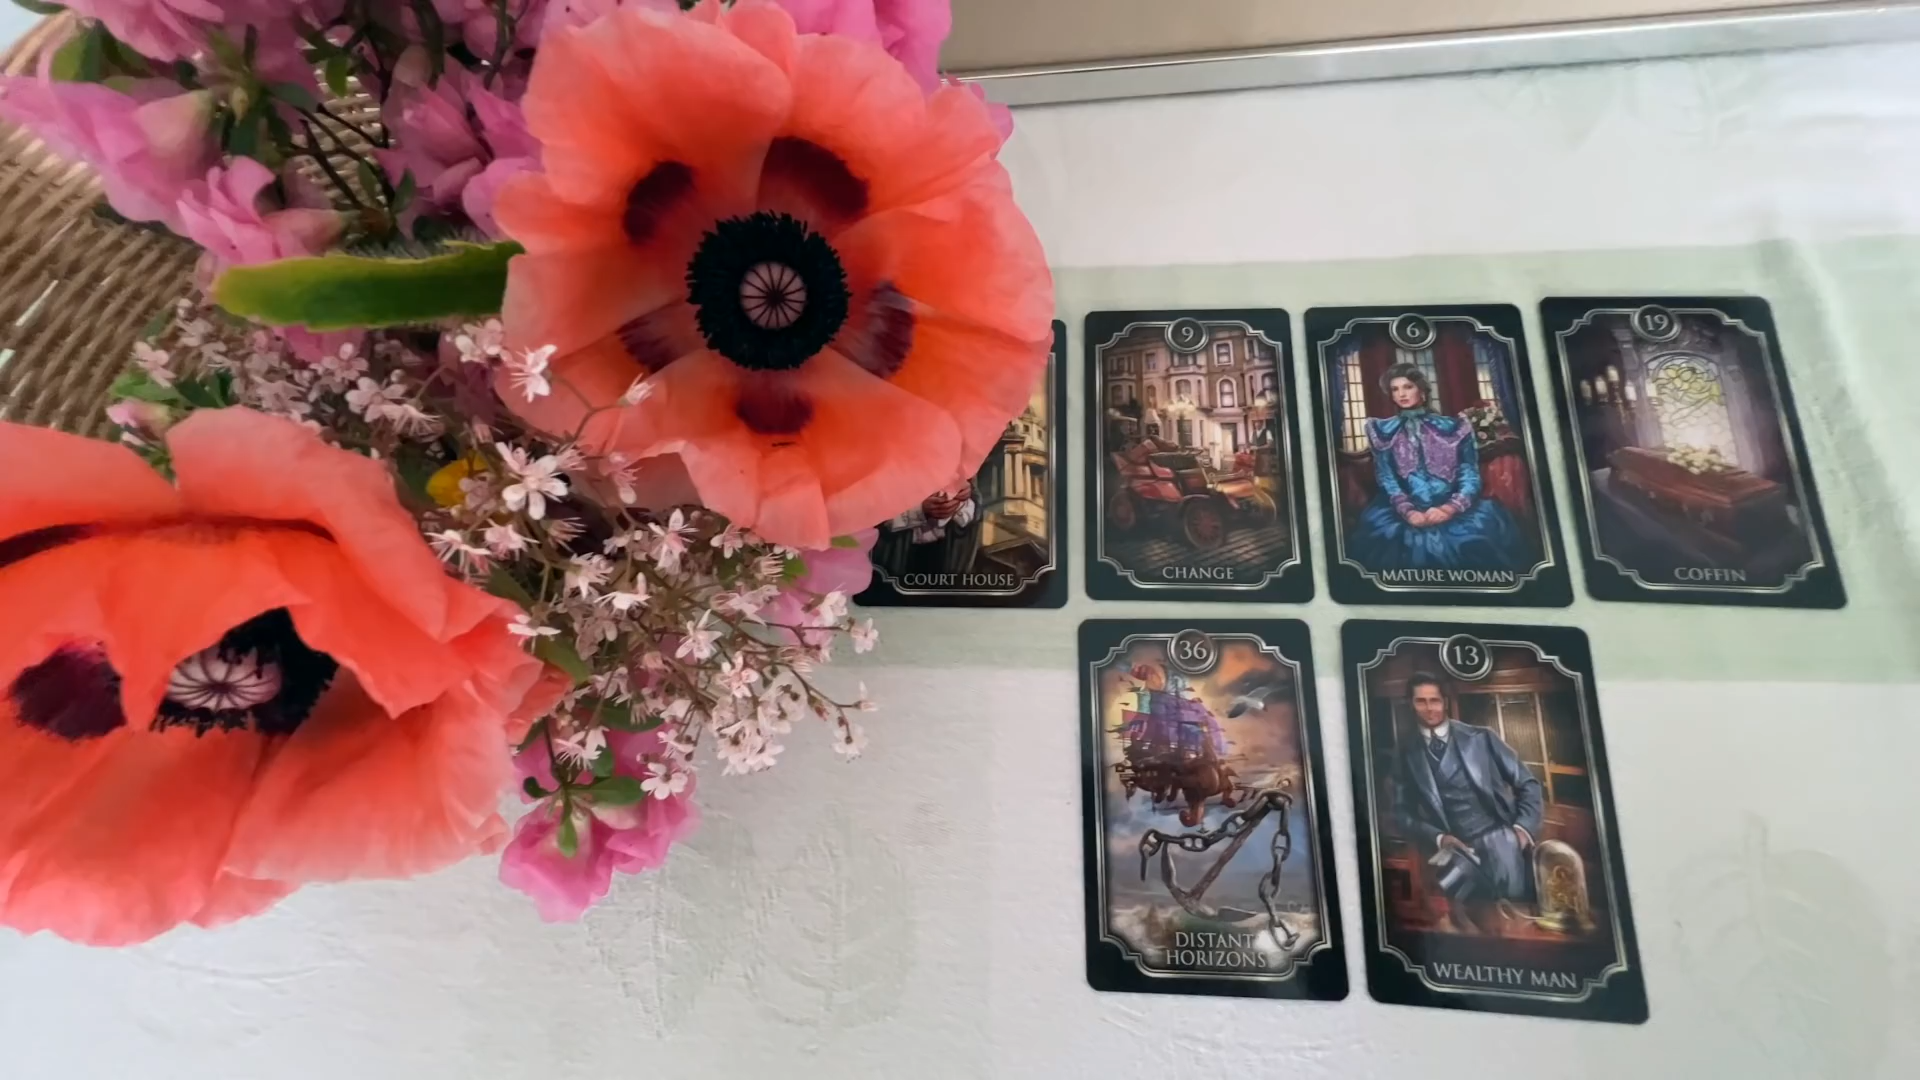 9
6
19
COURT HOUSE
CHANGE
MATURE WOMAN
COFFIN
36
13
DISTANT
HORIZONS
WEALTHY MAN